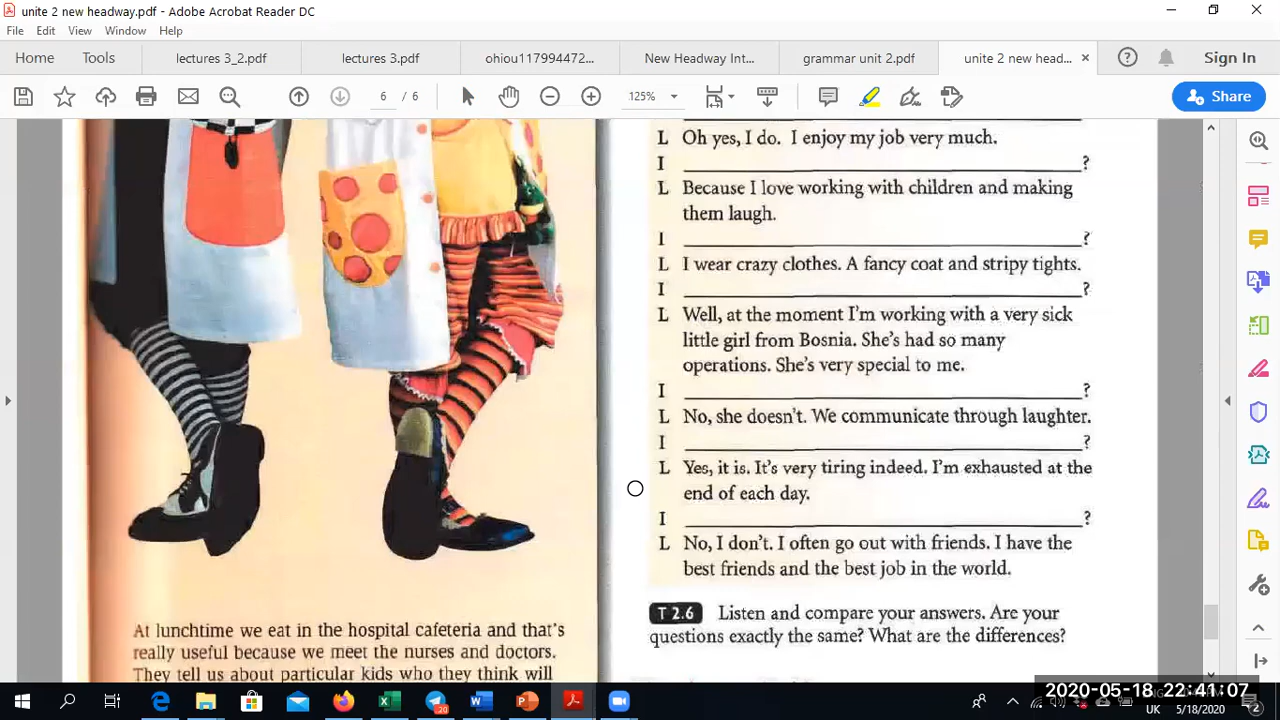 unite 2 new headway.pdf - Adobe Acrobat Reader DC
File Edit View Window Help
Home Tools lectures 3_2.pdf lectures 3.pdf ohiou117994472... New Headway Int... grammar unit 2.pdf unite 2 new head... × Sign In
6 / 6 125% Share
L Oh yes, I do. I enjoy my job very much.
I ?
L Because I love working with children and making
them laugh.
I ?
L I wear crazy clothes. A fancy coat and stripy tights.
I ?
L Well, at the moment I'm working with a very sick
little girl from Bosnia. She's had so many
operations. She's very special to me.
I ?
L No, she doesn't. We communicate through laughter.
I ?
L Yes, it is. It's very tiring indeed. I'm exhausted at the
end of each day.
I ?
L No, I don't. I often go out with friends. I have the
best friends and the best job in the world.
T 2.6 Listen and compare your answers. Are your
questions exactly the same? What are the differences?
At lunchtime we eat in the hospital cafeteria and that's
really useful because we meet the nurses and doctors.
They tell us about particular kids who they think will
2020-05-18 22:41:07
UK 5/18/2020
20
2